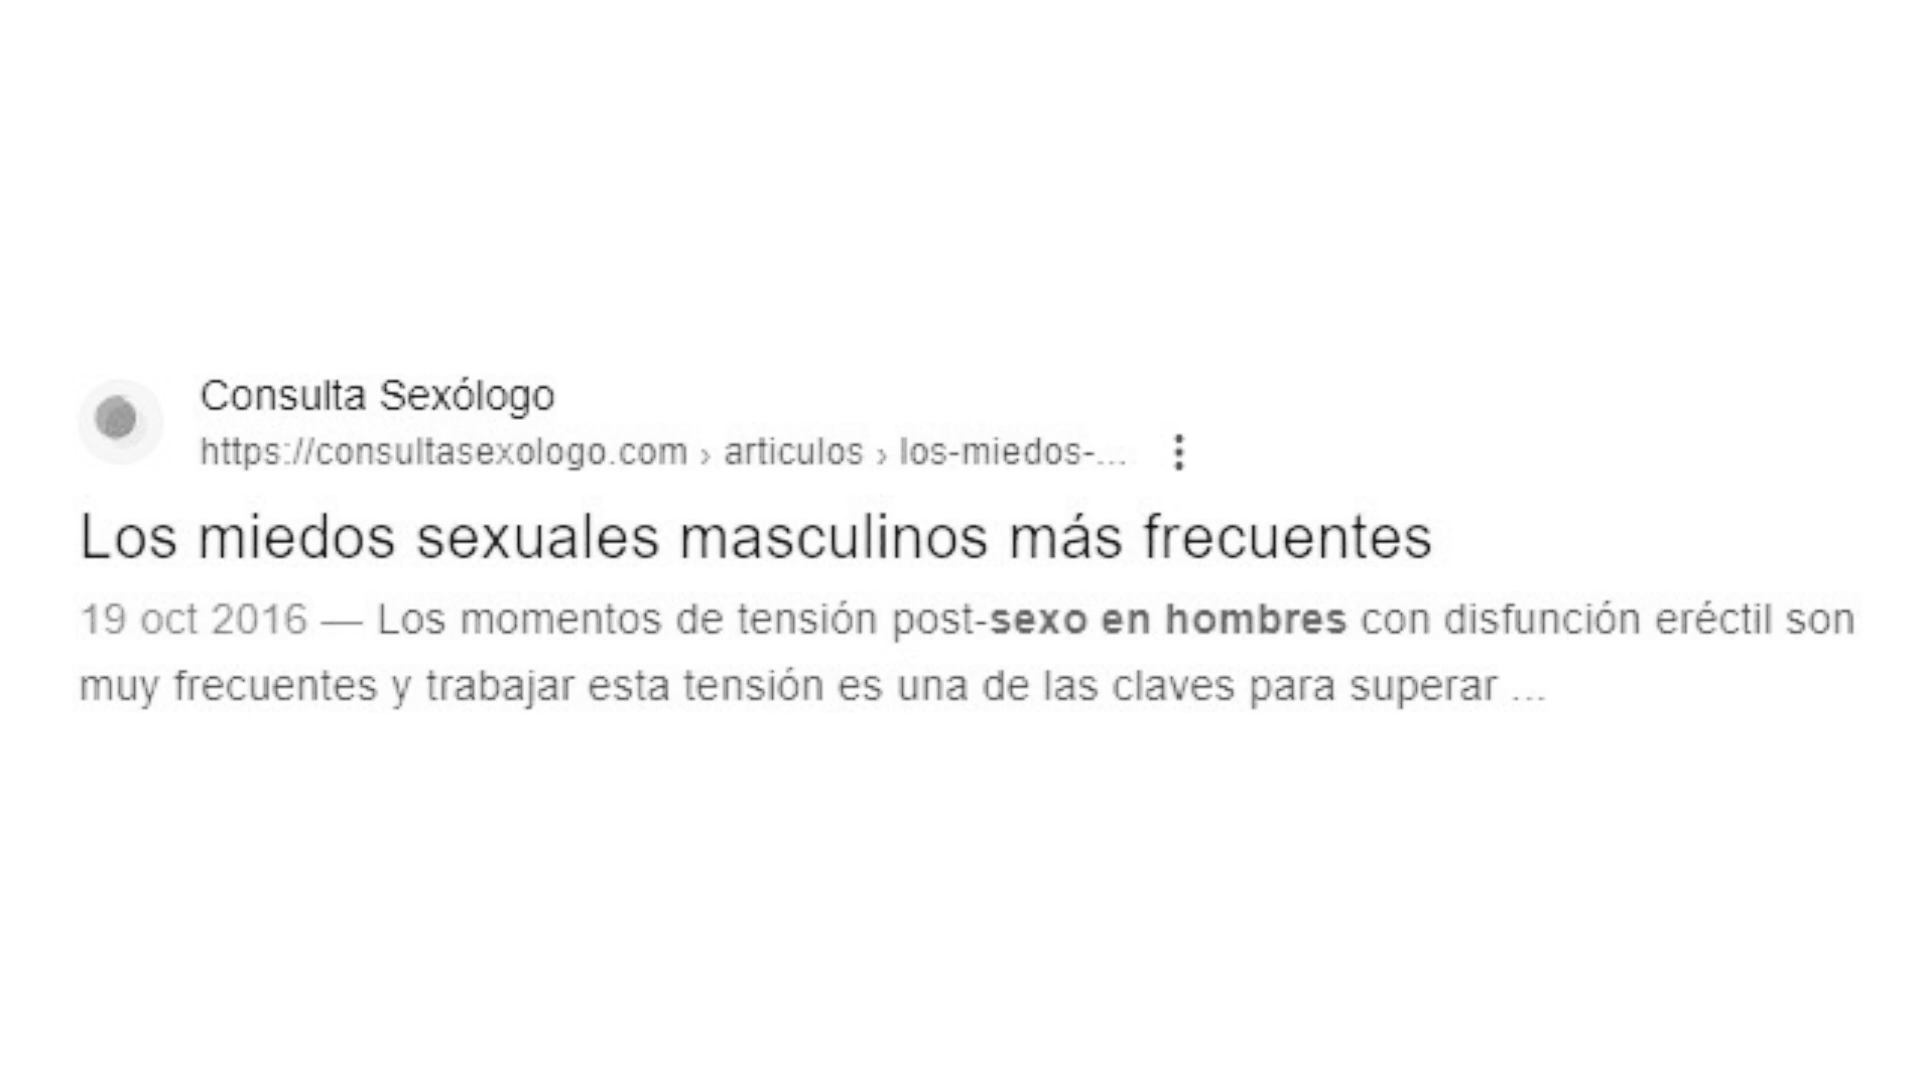 Consulta Sexólogo
https://consultasexologo.com › articulos › los-miedos-...
Los miedos sexuales masculinos más frecuentes
19 oct 2016 — Los momentos de tensión post-sexo en hombres con disfunción eréctil son
muy frecuentes y trabajar esta tensión es una de las claves para superar ...